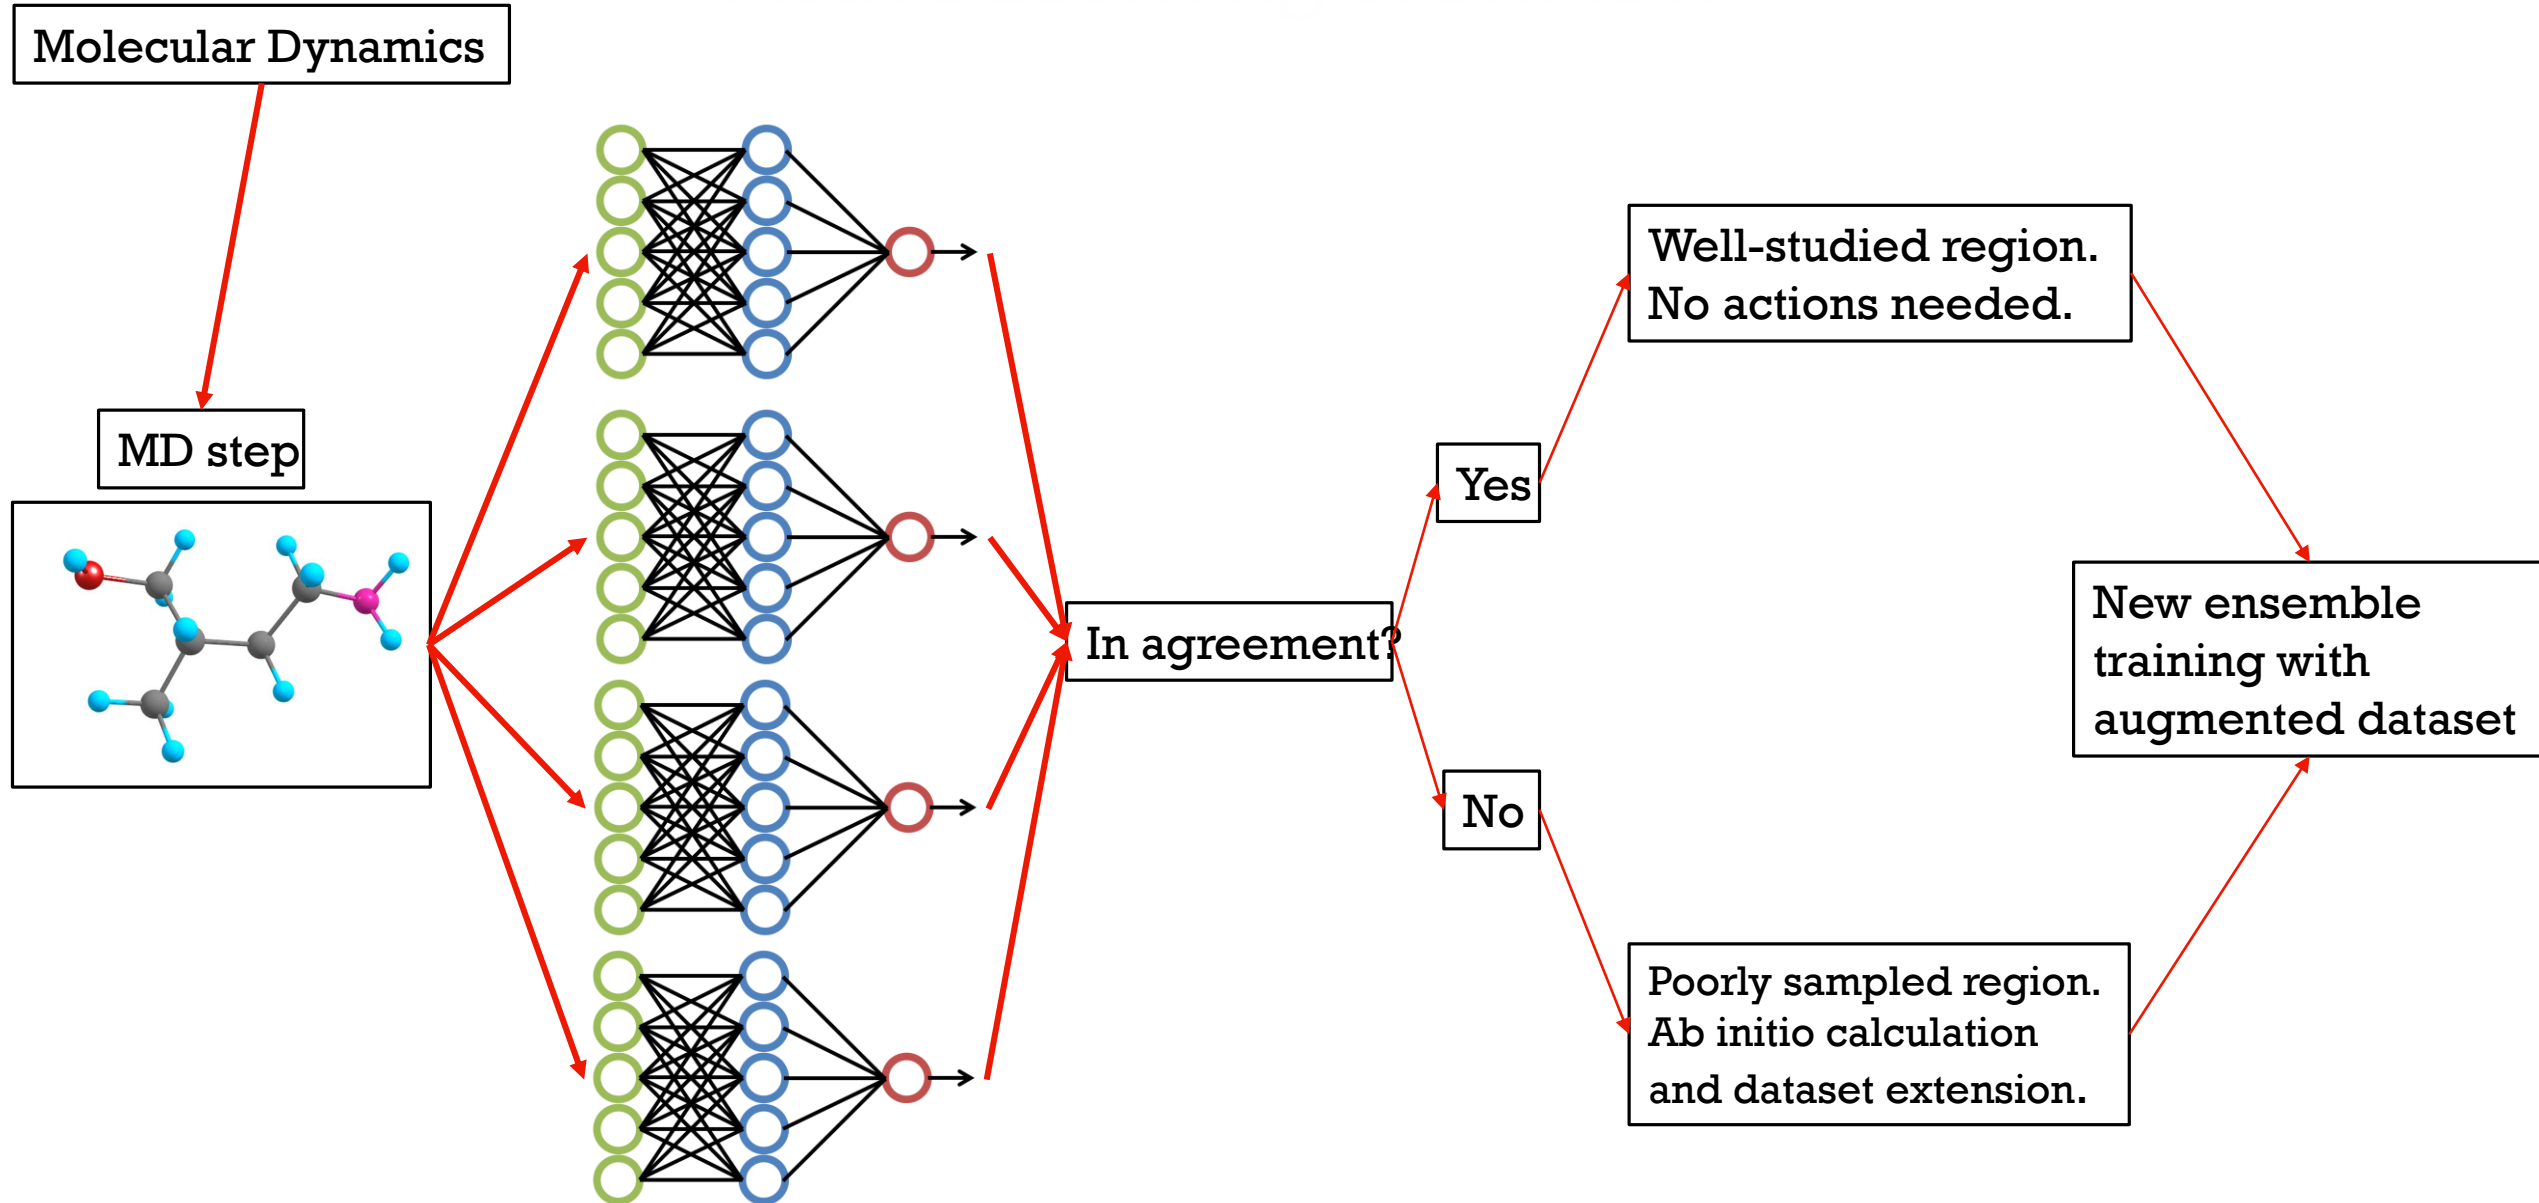 Molecular Dynamics
MD step
In agreement?
Yes
No
Well-studied region.
No actions needed.
Poorly sampled region.
Ab initio calculation
and dataset extension.
New ensemble
training with
augmented dataset